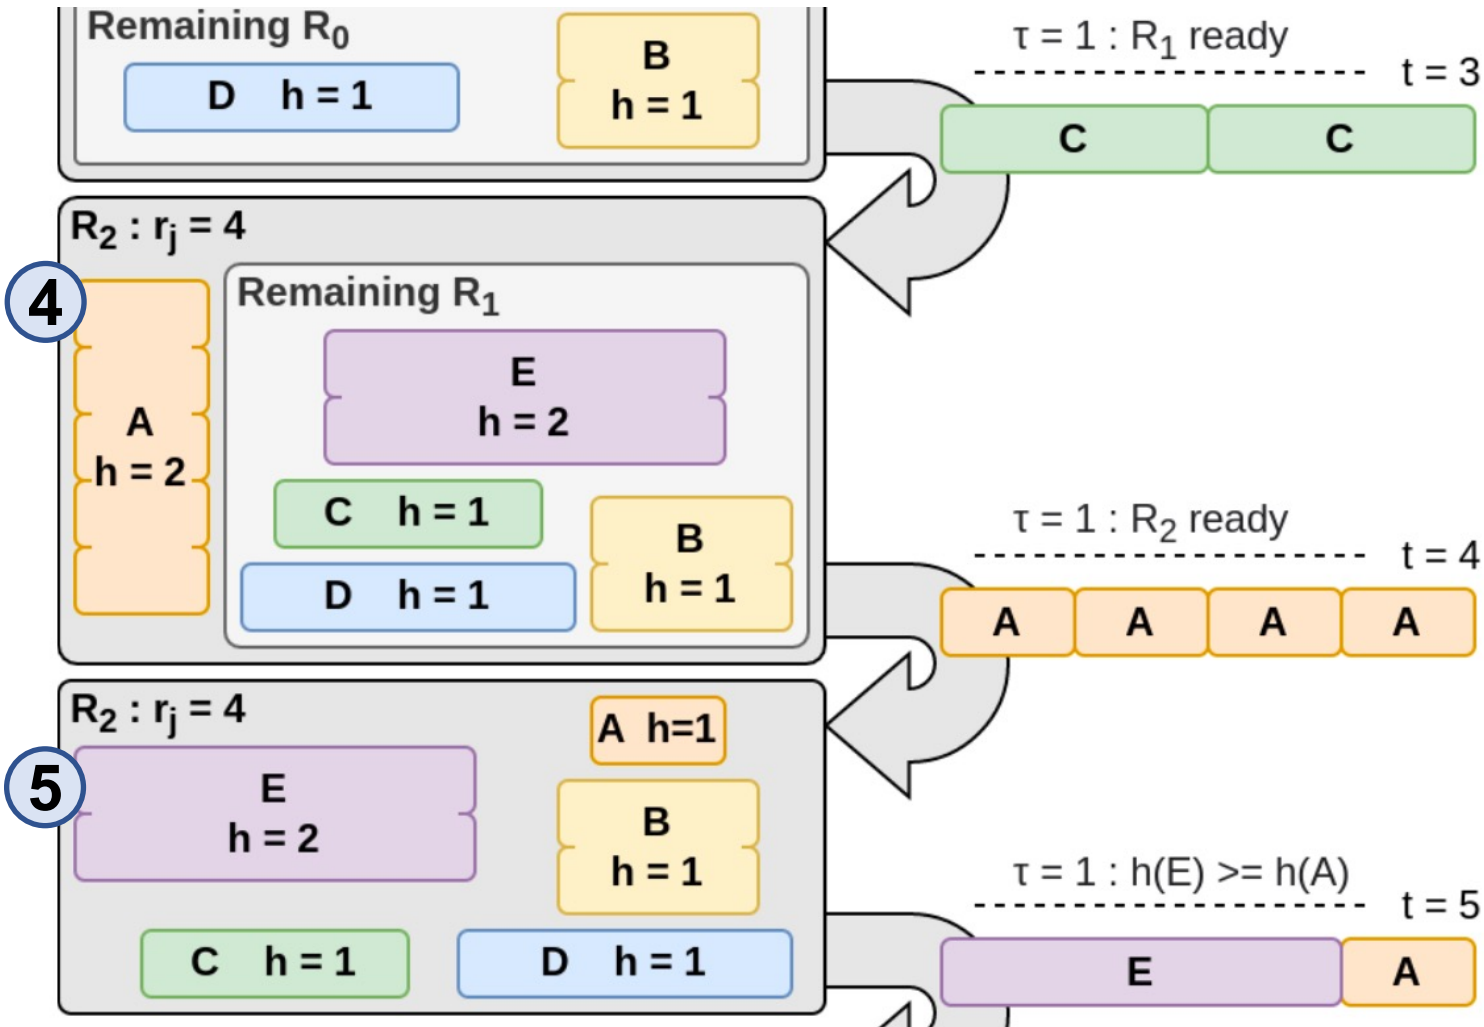 Remaining R₀
D h = 1
B
h = 1
τ = 1 : R₁ ready
t = 3
C
C
R₂ : rⱼ = 4
4
A
h = 2
Remaining R₁
E
h = 2
C h = 1
D h = 1
B
h = 1
τ = 1 : R₂ ready
t = 4
A
A
A
A
R₂ : rⱼ = 4
5
E
h = 2
A h=1
B
h = 1
C h = 1
D h = 1
τ = 1 : h(E) >= h(A)
t = 5
E
A